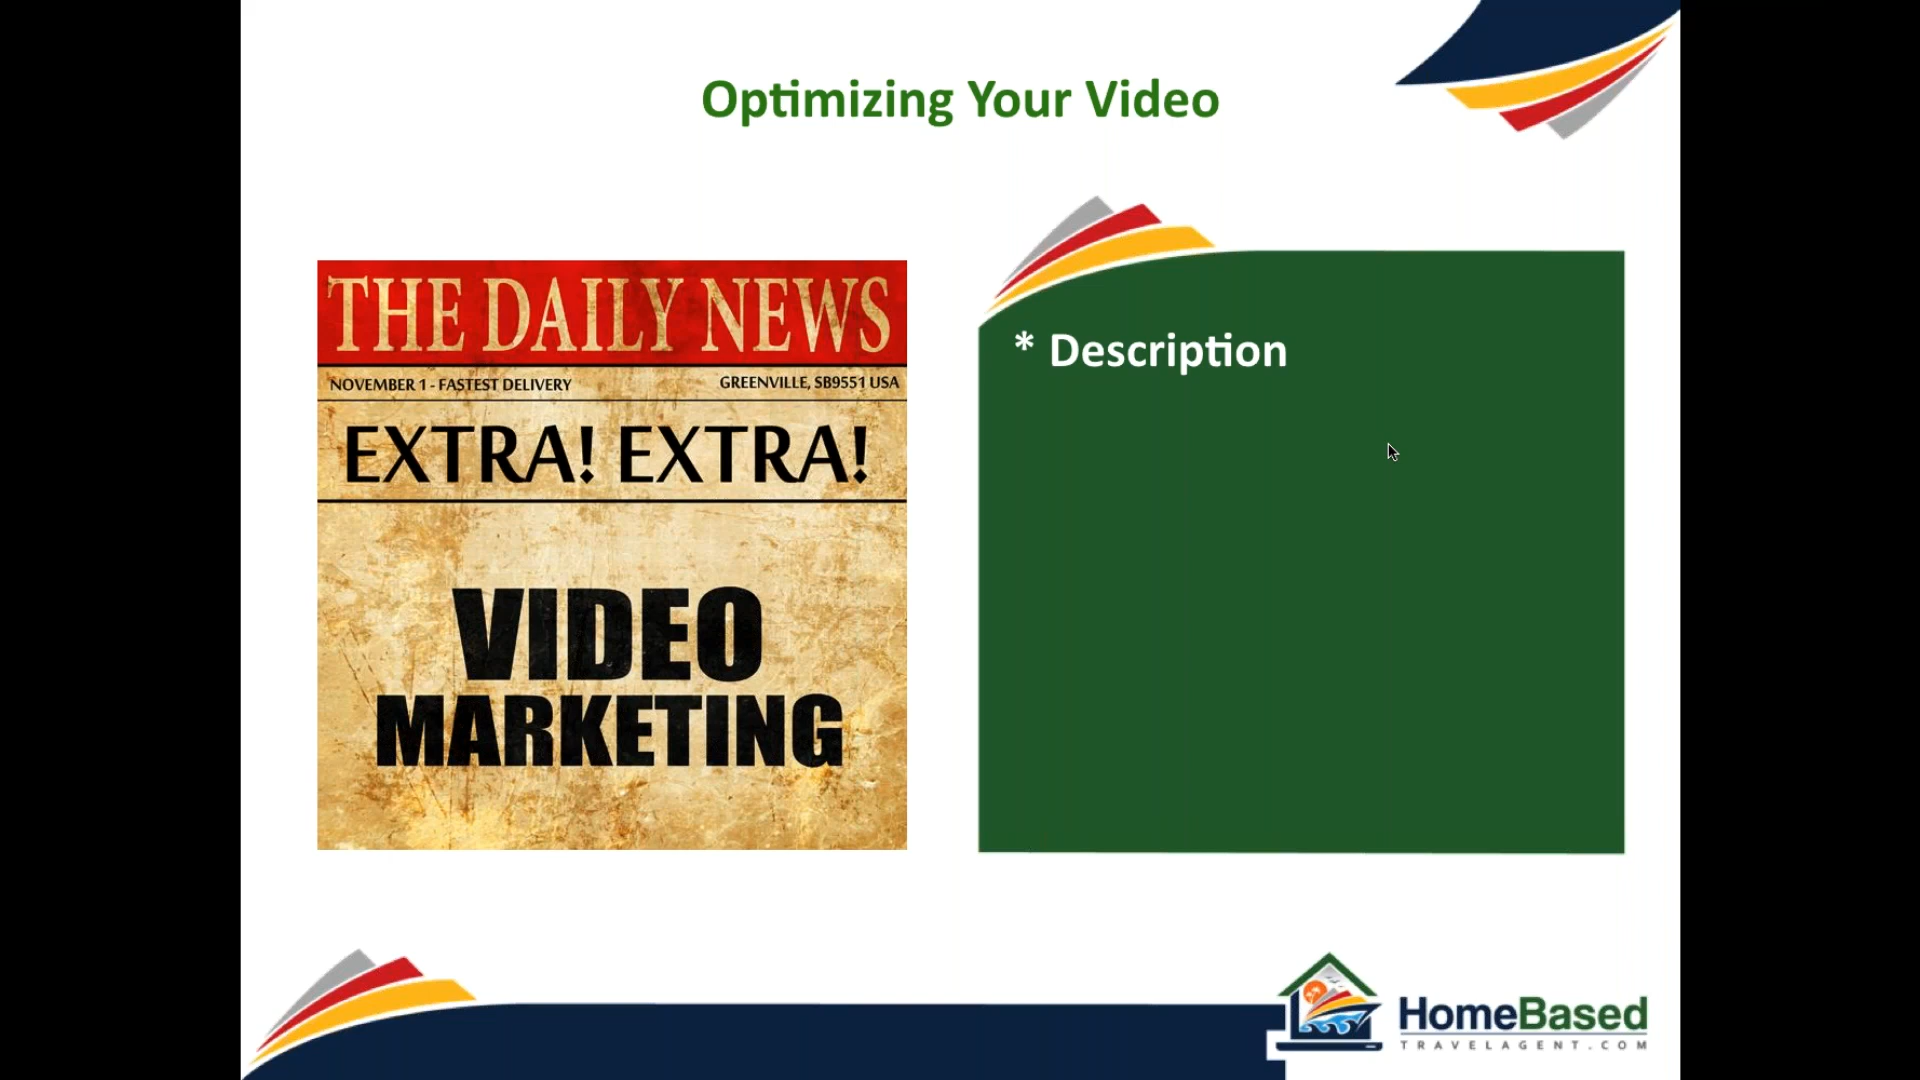 Optimizing Your Video
THE DAILY NEWS
NOVEMBER 1 - FASTEST DELIVERY
GREENVILLE, SB9551 USA
EXTRA! EXTRA!
VIDEO
MARKETING
* Description
HomeBased
TRAVELAGENT.COM